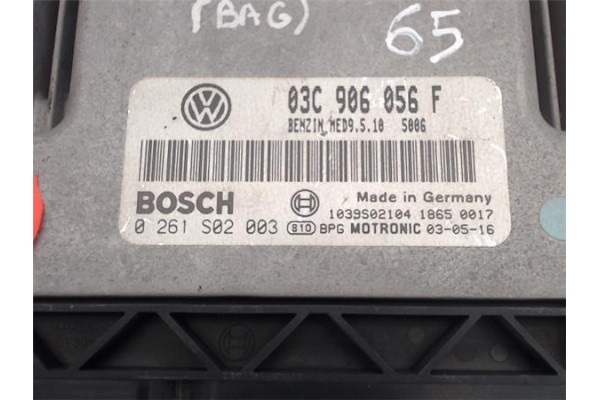 (BAG)
65
03C 906 056 F
BENZIN MED9.5.10 5006
BOSCH
Made in Germany
1039S02104 1865 0017
0 261 S02 003 810 BPG MOTRONIC 03-05-16